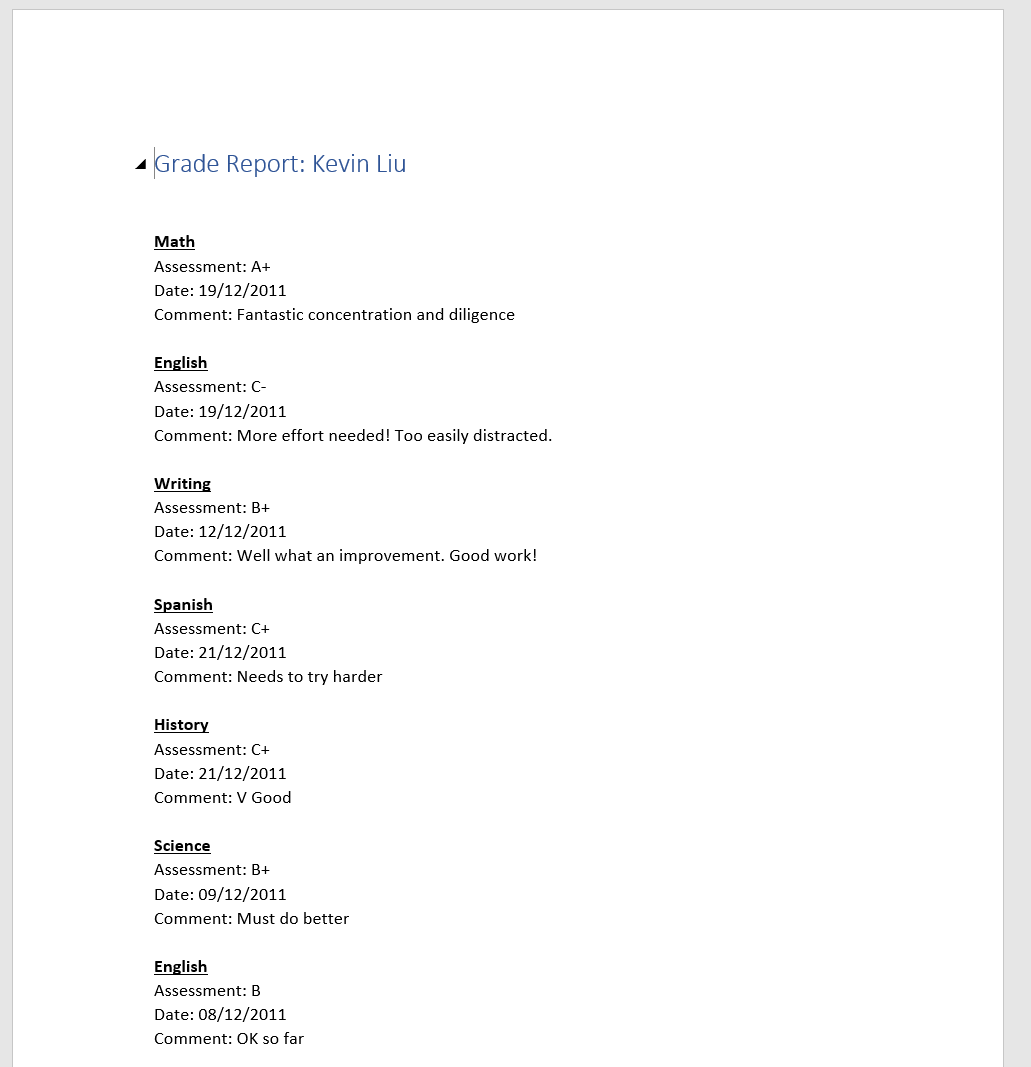 Grade Report: Kevin Liu
Math
Assessment: A+
Date: 19/12/2011
Comment: Fantastic concentration and diligence
English
Assessment: C-
Date: 19/12/2011
Comment: More effort needed! Too easily distracted.
Writing
Assessment: B+
Date: 12/12/2011
Comment: Well what an improvement. Good work!
Spanish
Assessment: C+
Date: 21/12/2011
Comment: Needs to try harder
History
Assessment: C+
Date: 21/12/2011
Comment: V Good
Science
Assessment: B+
Date: 09/12/2011
Comment: Must do better
English
Assessment: B
Date: 08/12/2011
Comment: OK so far